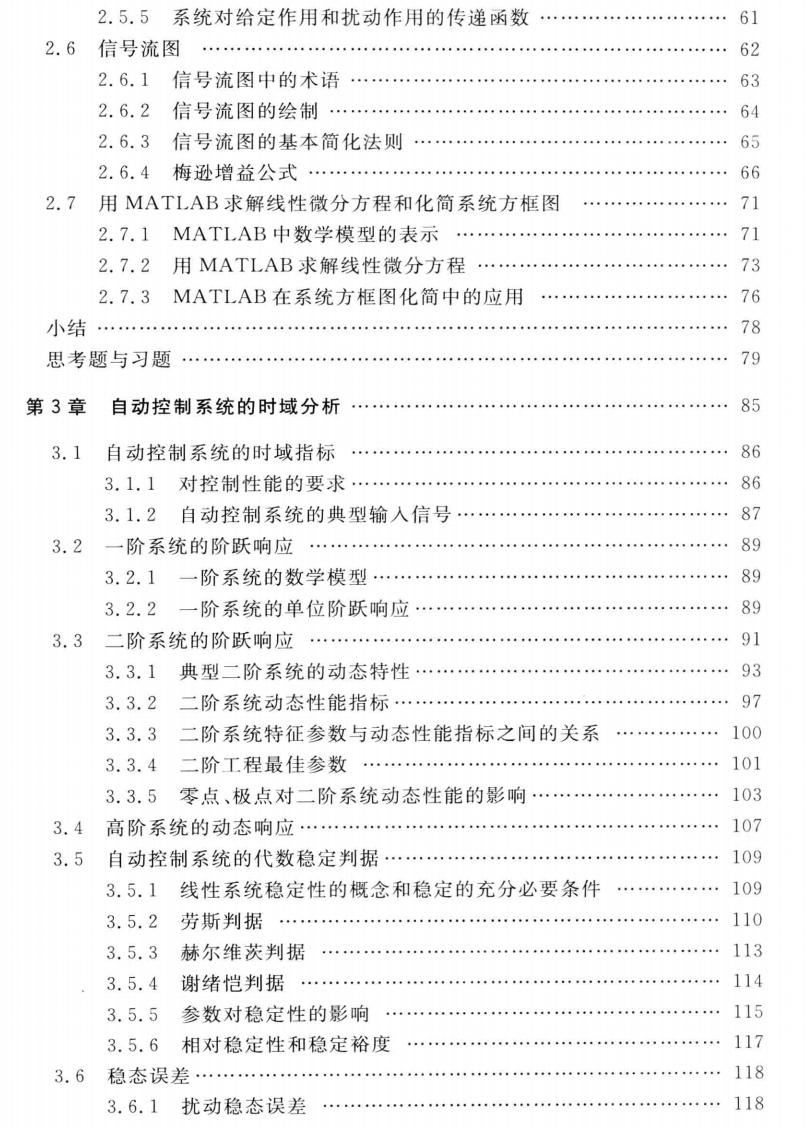 2.5.5 系统对给定作用和扰动作用的传递函数 …………………… 61
2.6 信号流图 …………………… 62
2.6.1 信号流图中的术语 …………………… 63
2.6.2 信号流图的绘制 …………………… 64
2.6.3 信号流图的基本简化法则 …………………… 65
2.6.4 梅逊增益公式 …………………… 66
2.7 用 MATLAB 求解线性微分方程和化简系统方框图 …………………… 71
2.7.1 MATLAB 中数学模型的表示 …………………… 71
2.7.2 用 MATLAB 求解线性微分方程 …………………… 73
2.7.3 MATLAB 在系统方框图化简中的应用 …………………… 76
小结 …………………… 78
思考题与习题 …………………… 79
第 3 章 自动控制系统的时域分析 …………………… 85
3.1 自动控制系统的时域指标 …………………… 86
3.1.1 对控制性能的要求 …………………… 86
3.1.2 自动控制系统的典型输入信号 …………………… 87
3.2 一阶系统的阶跃响应 …………………… 89
3.2.1 一阶系统的数学模型 …………………… 89
3.2.2 一阶系统的单位阶跃响应 …………………… 89
3.3 二阶系统的阶跃响应 …………………… 91
3.3.1 典型二阶系统的动态特性 …………………… 93
3.3.2 二阶系统动态性能指标 …………………… 97
3.3.3 二阶系统特征参数与动态性能指标之间的关系 …………………… 100
3.3.4 二阶工程最佳参数 …………………… 101
3.3.5 零点、极点对二阶系统动态性能的影响 …………………… 103
3.4 高阶系统的动态响应 …………………… 107
3.5 自动控制系统的代数稳定判据 …………………… 109
3.5.1 线性系统稳定性的概念和稳定的充分必要条件 …………………… 109
3.5.2 劳斯判据 …………………… 110
3.5.3 赫尔维茨判据 …………………… 113
3.5.4 谢绪恺判据 …………………… 114
3.5.5 参数对稳定性的影响 …………………… 115
3.5.6 相对稳定性和稳定裕度 …………………… 117
3.6 稳态误差 …………………… 118
3.6.1 扰动稳态误差 …………………… 118